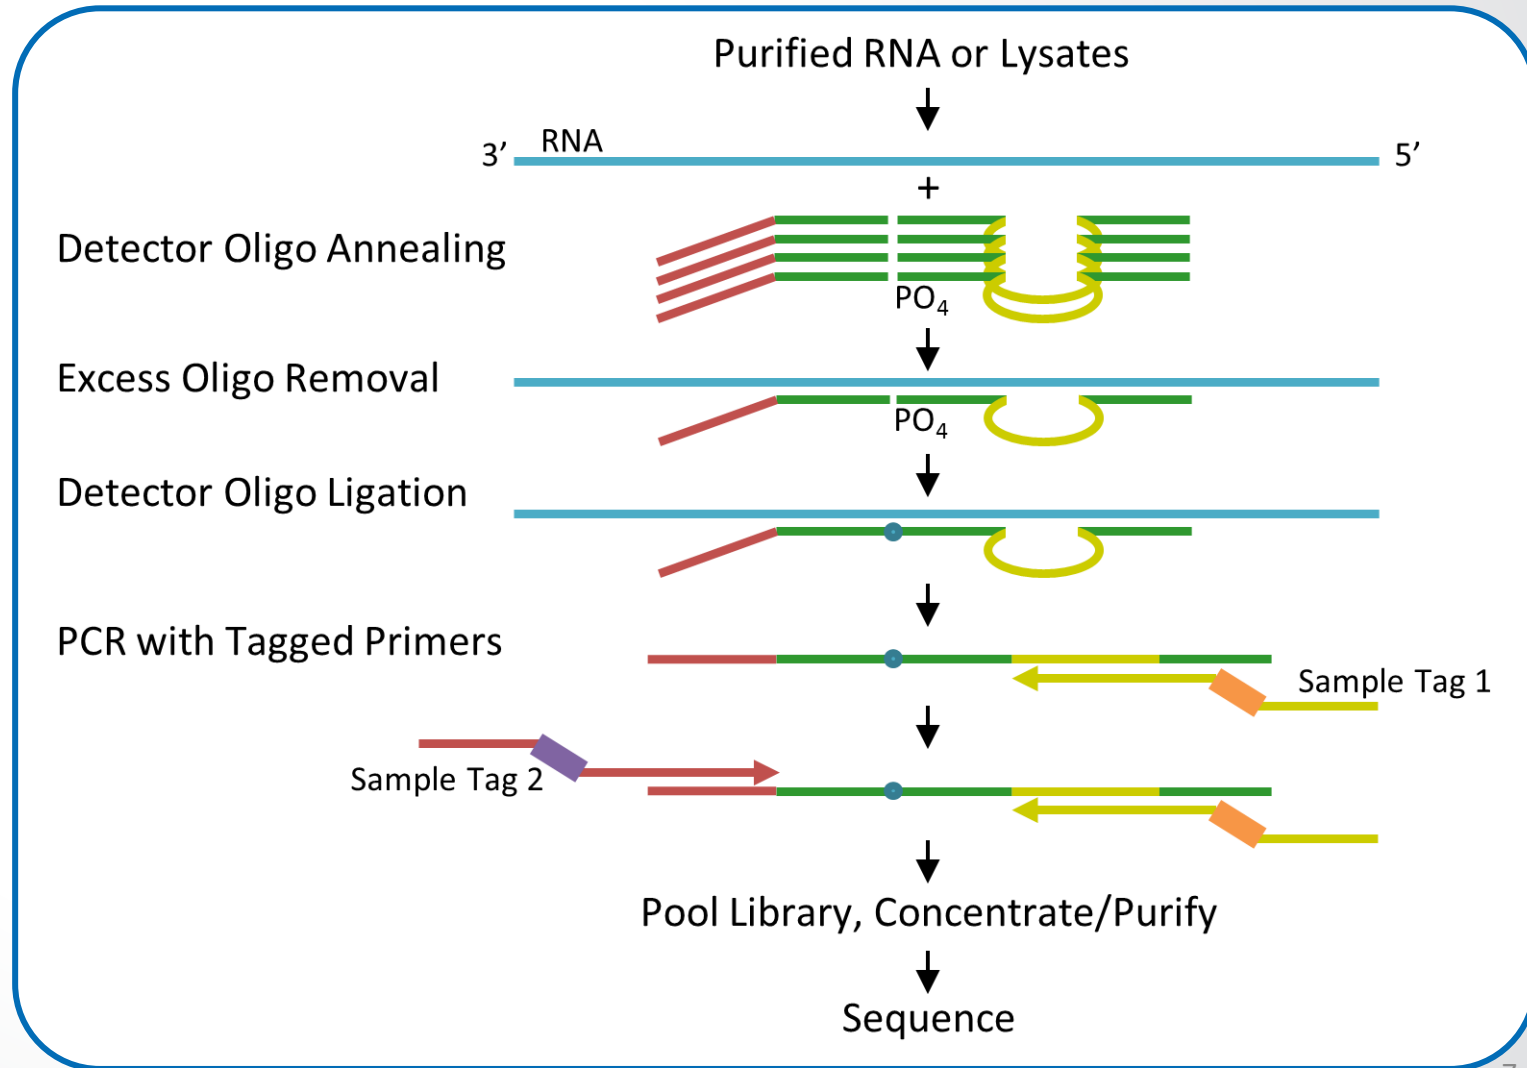 Purified RNA or Lysates
3’ RNA 5’
+
Detector Oligo Annealing
PO4
Excess Oligo Removal
PO4
Detector Oligo Ligation
PCR with Tagged Primers
Sample Tag 1
Sample Tag 2
Pool Library, Concentrate/Purify
Sequence